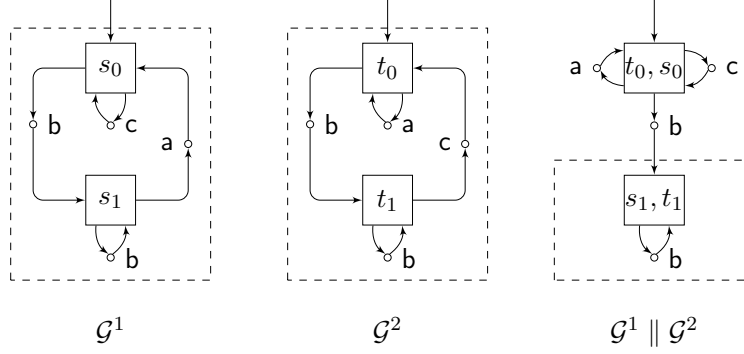 s₀ t₀ t₀, s₀
a c
b c b a b
a c
s₁ t₁ s₁, t₁
b b b
𝒢¹ 𝒢² 𝒢¹ ∥ 𝒢²